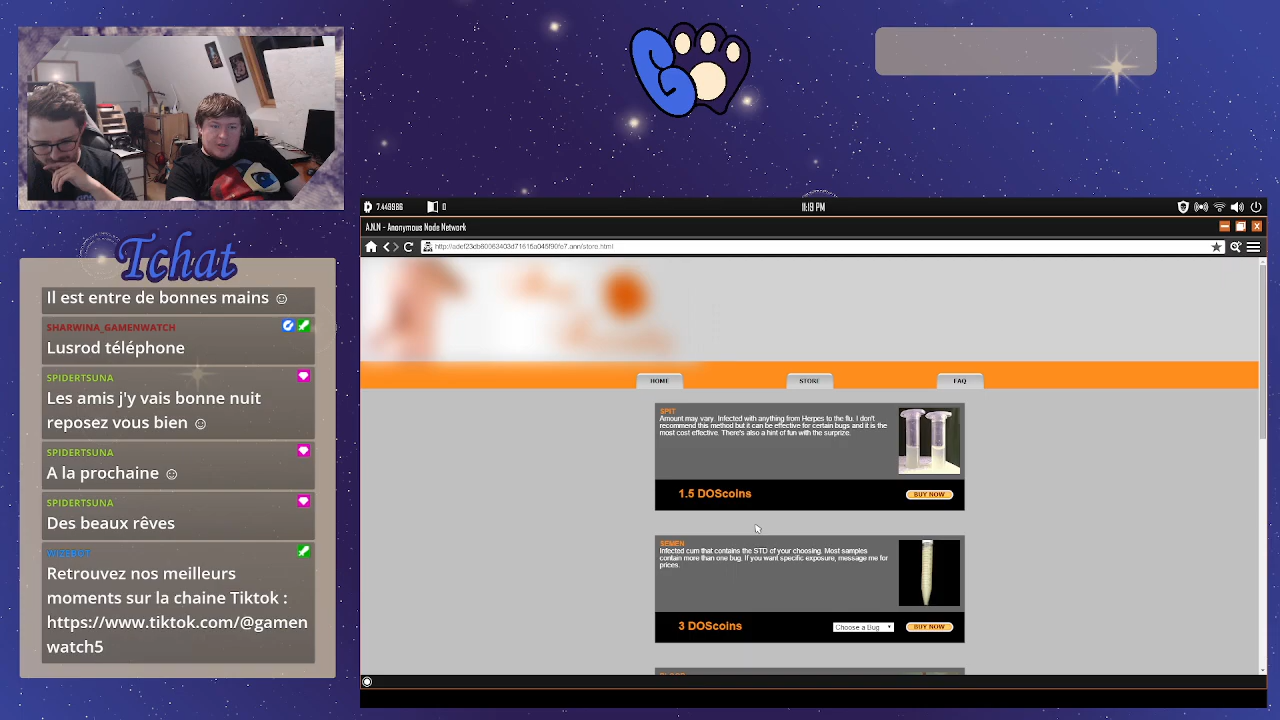 Tchat
Il est entre de bonnes mains ☺
SHARWINA_GAMENWATCH
Lusrod téléphone
SPIDERTSUNA
Les amis j'y vais bonne nuit
reposez vous bien ☺
SPIDERTSUNA
A la prochaine ☺
SPIDERTSUNA
Des beaux rêves
WIZEBOT
Retrouvez nos meilleurs
moments sur la chaine Tiktok :
https://www.tiktok.com/@gamen
watch5
7.449986
0
11:19 PM
A.N.N - Anonymous Node Network
HOME
STORE
FAQ
SPIT
Amount may vary. Infected with anything from Herpes to the flu. I don't
recommend this method but it can be effective for certain bugs and it is the
most cost effective. There's also a hint of fun with the surprize.
1.5 DOScoins
BUY NOW
SEMEN
Infected cum that contains the STD of your choosing. Most samples
contain more than one bug. If you want specific exposure, message me for
prices.
3 DOScoins
Choose a Bug
BUY NOW